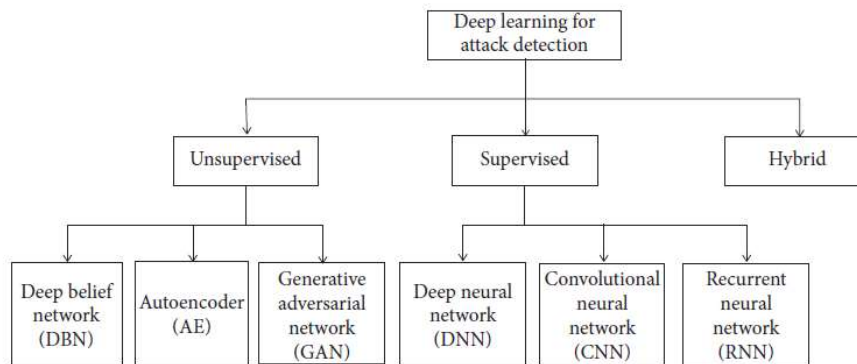 Deep learning for
attack detection
Unsupervised
Supervised
Hybrid
Deep belief
network
(DBN)
Autoencoder
(AE)
Generative
adversarial
network
(GAN)
Deep neural
network
(DNN)
Convolutional
neural
network
(CNN)
Recurrent
neural
network
(RNN)